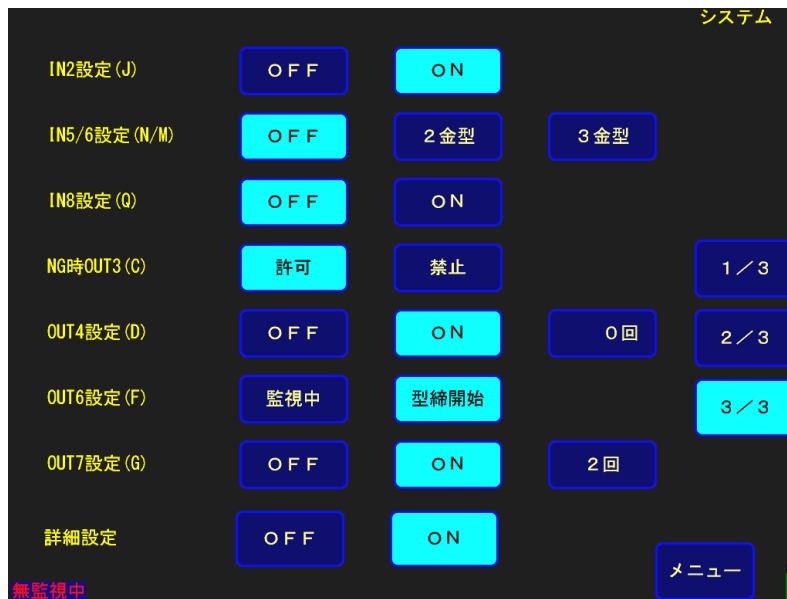 システム
IN2設定(J) OFF ON
IN5/6設定(N/M) OFF 2金型 3金型
IN8設定(Q) OFF ON
NG時OUT3(C) 許可 禁止 1/3
OUT4設定(D) OFF ON 0回 2/3
OUT6設定(F) 監視中 型締開始 3/3
OUT7設定(G) OFF ON 2回
詳細設定 OFF ON
メニュー
無監視中